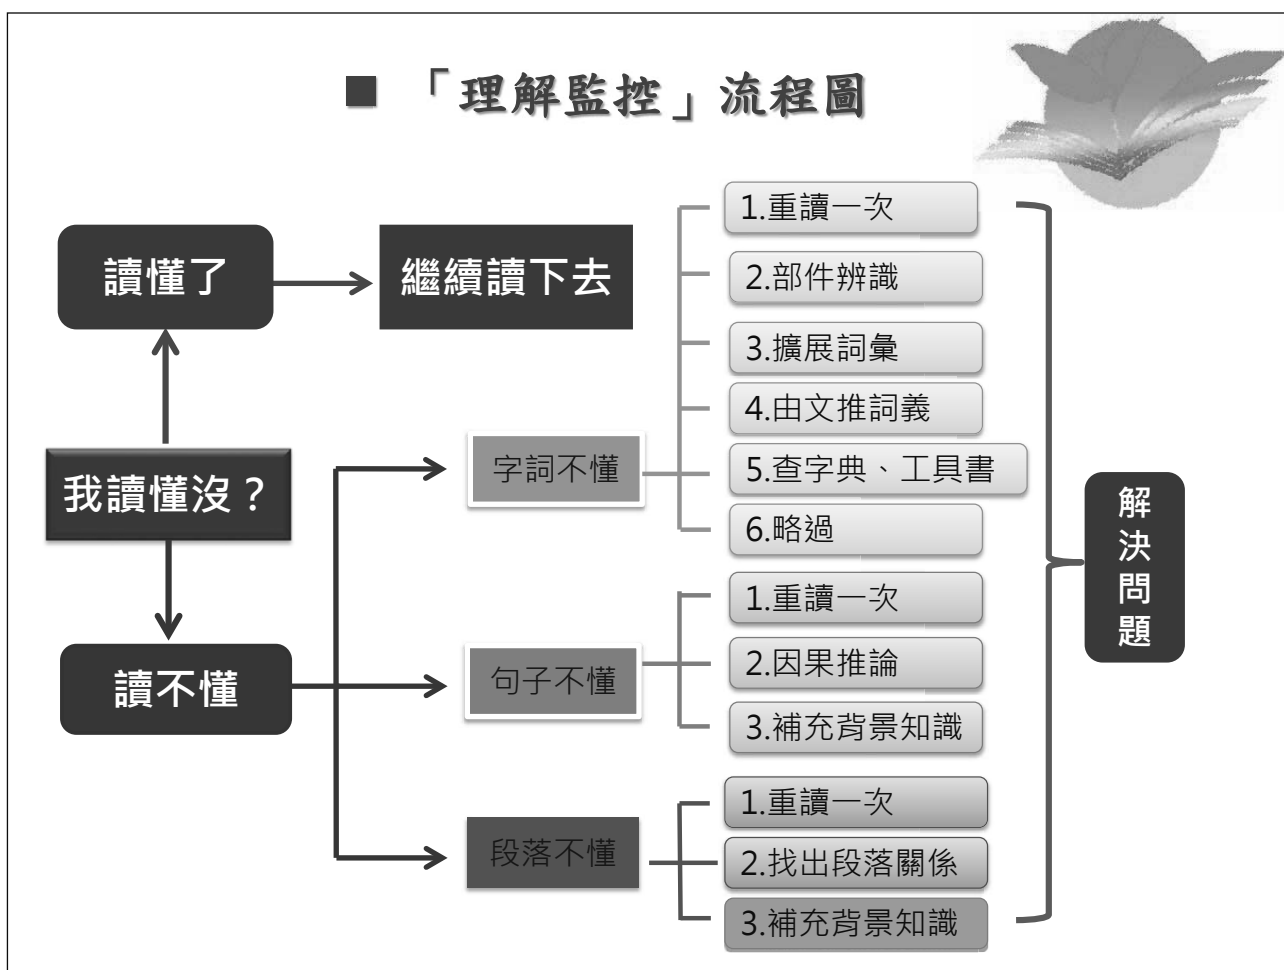 ■ 「理解監控」流程圖
讀懂了
繼續讀下去
我讀懂沒？
讀不懂
字詞不懂
1.重讀一次
2.部件辨識
3.擴展詞彙
4.由文推詞義
5.查字典、工具書
6.略過
句子不懂
1.重讀一次
2.因果推論
3.補充背景知識
段落不懂
1.重讀一次
2.找出段落關係
3.補充背景知識
解
決
問
題